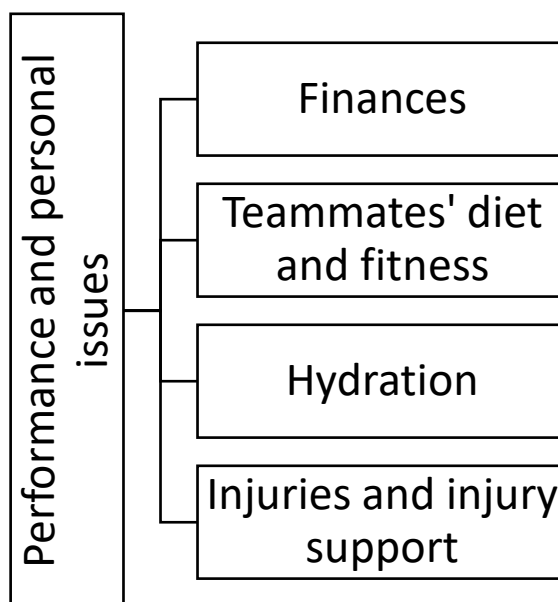 Performance and personal
issues
Finances
Teammates' diet
and fitness
Hydration
Injuries and injury
support